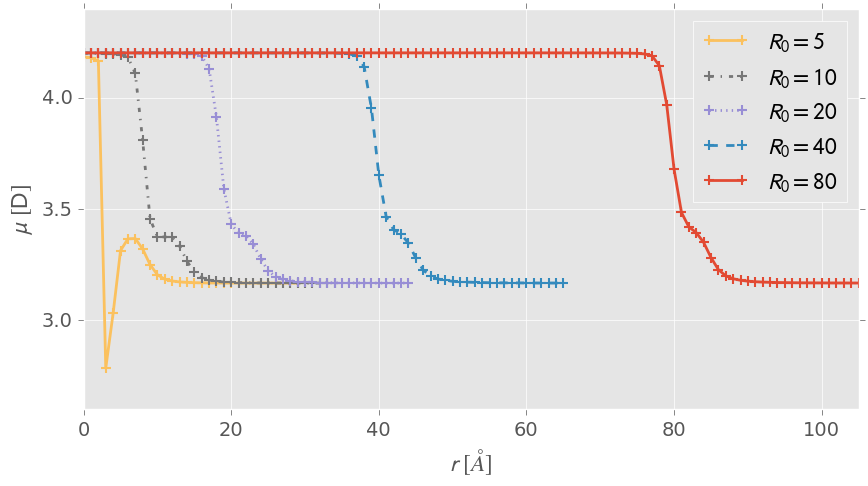 4.0
3.5
3.0
μ [D]
0 20 40 60 80 100
r [Å]
R₀ = 5
R₀ = 10
R₀ = 20
R₀ = 40
R₀ = 80